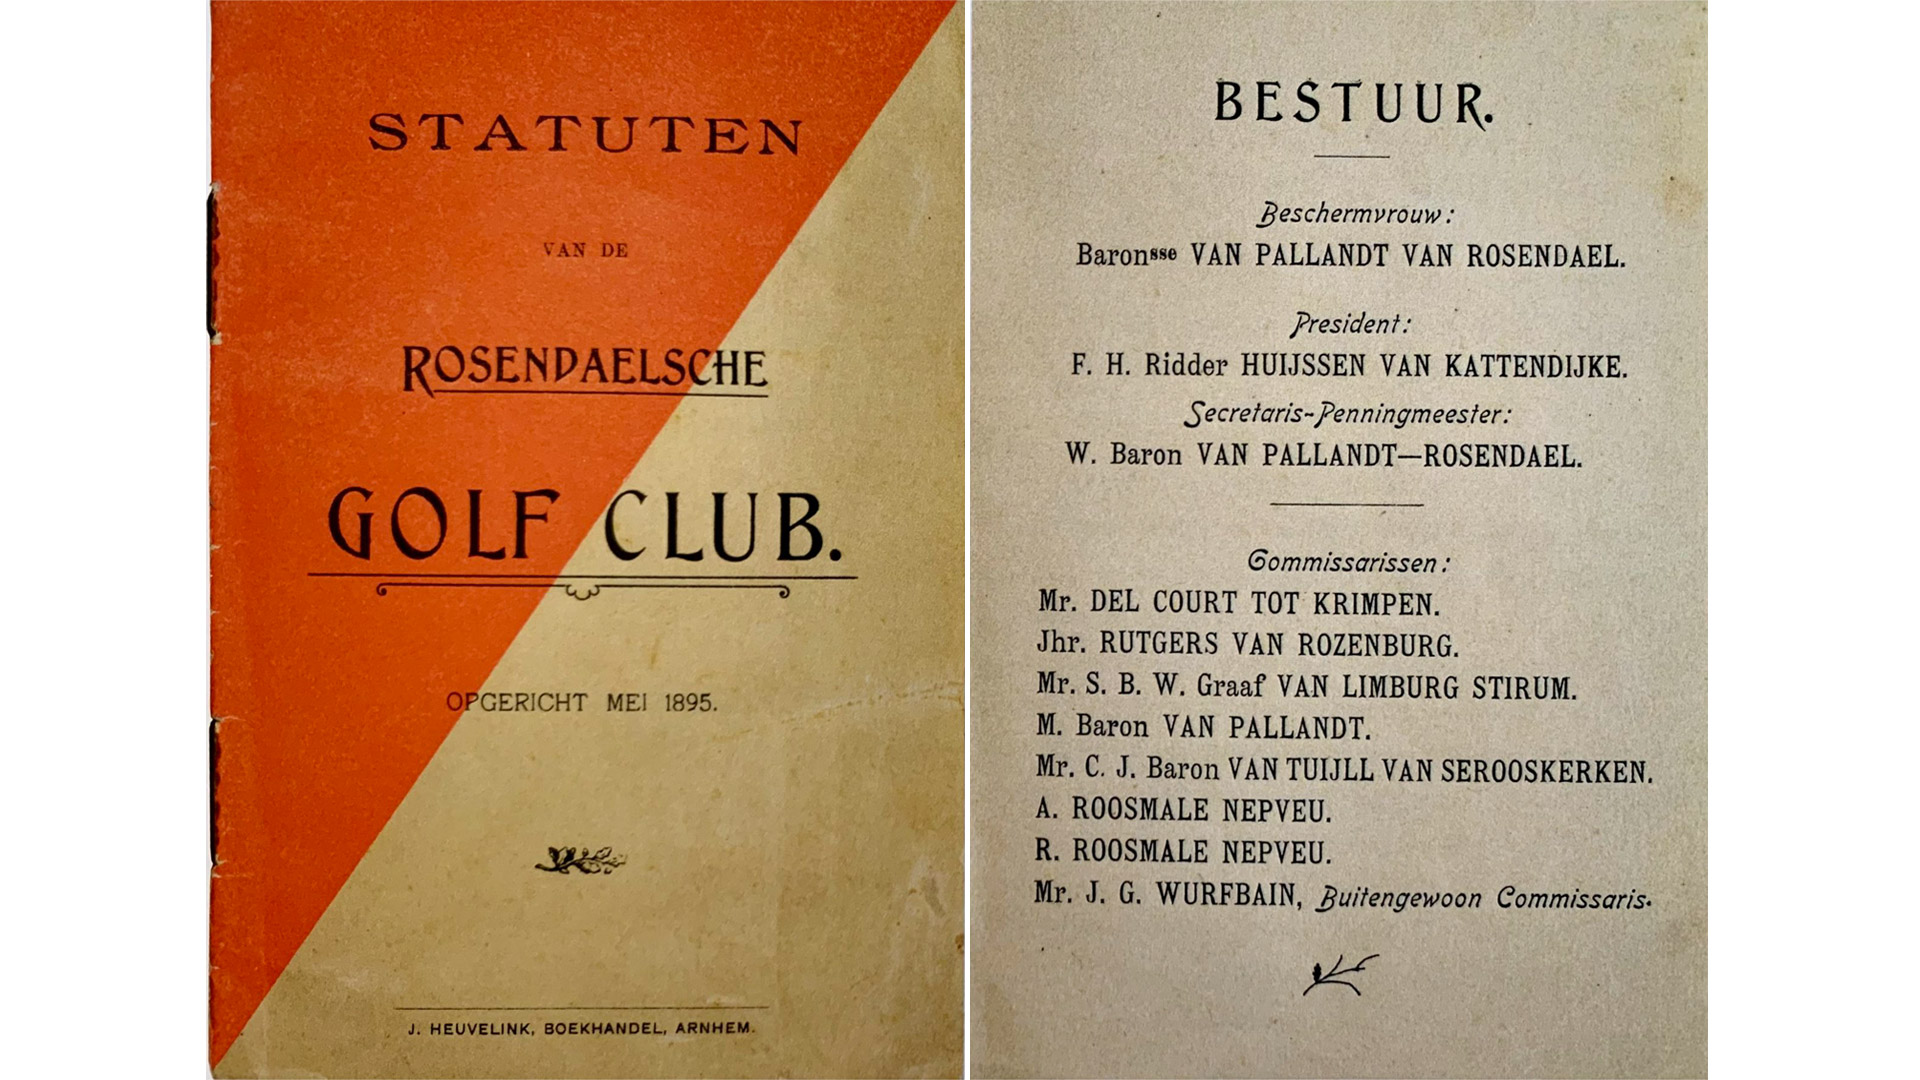 STATUTEN
VAN DE
ROSENDAELSCHE
GOLF CLUB.
OPGERICHT MEI 1895.
J. HEUVELINK, BOEKHANDEL, ARNHEM.
BESTUUR.
Beschermvrouw:
Baronsse VAN PALLANDT VAN ROSENDAEL.
President:
F. H. Ridder HUIJSSEN VAN KATTENDIJKE.
Secretaris-Penningmeester:
W. Baron VAN PALLANDT—ROSENDAEL.
Commissarissen:
Mr. DEL COURT TOT KRIMPEN.
Jhr. RUTGERS VAN ROZENBURG.
Mr. S. B. W. Graaf VAN LIMBURG STIRUM.
M. Baron VAN PALLANDT.
Mr. C. J. Baron VAN TUIJLL VAN SEROOSKERKEN.
A. ROOSMALE NEPVEU.
R. ROOSMALE NEPVEU.
Mr. J. G. WURFBAIN, Buitengewoon Commissaris.